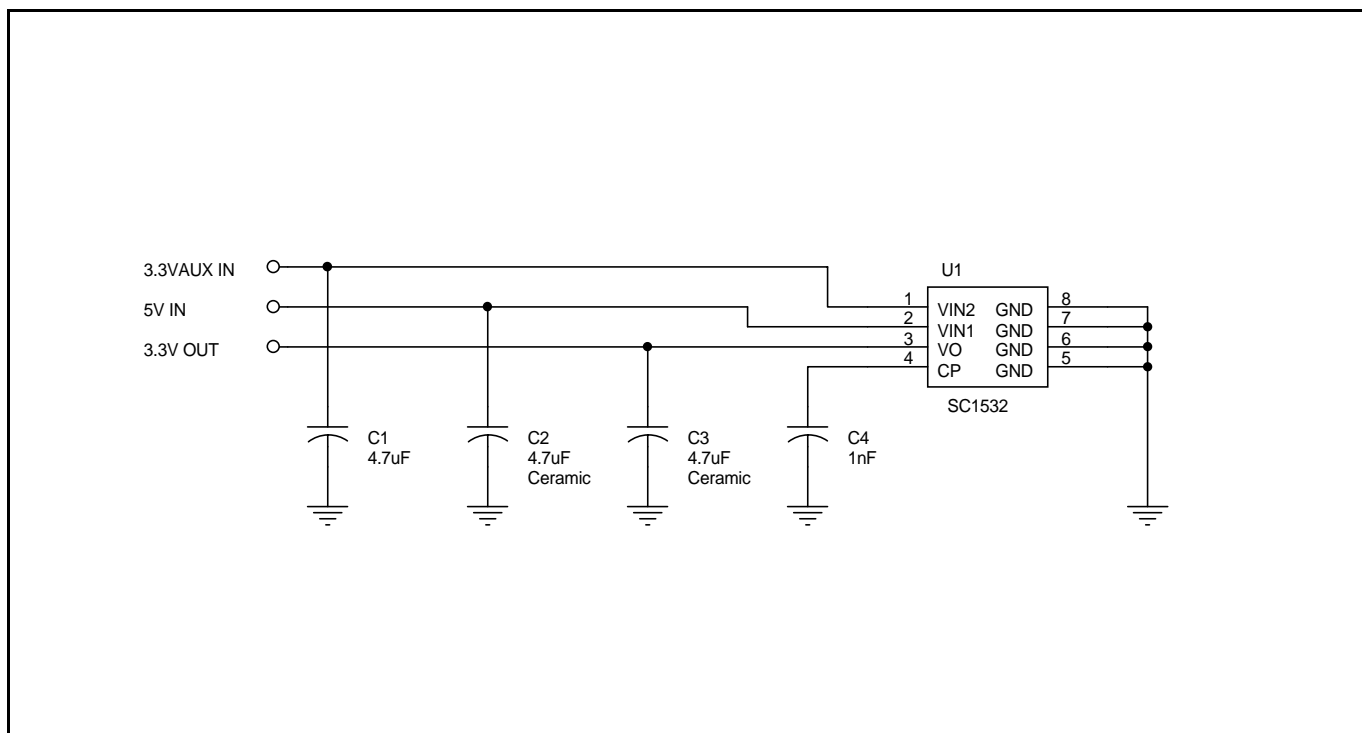 3.3VAUX IN
5V IN
3.3V OUT
U1
1 VIN2 GND 8
2 VIN1 GND 7
3 VO GND 6
4 CP GND 5
SC1532
C1
4.7uF
C2
4.7uF
Ceramic
C3
4.7uF
Ceramic
C4
1nF